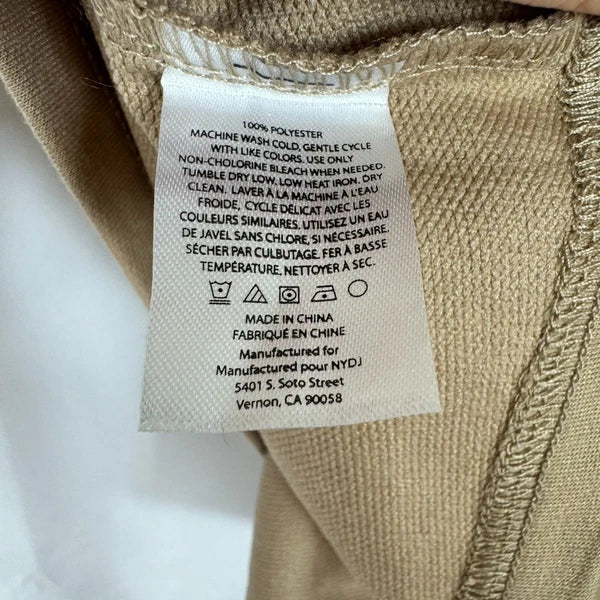 100% POLYESTER
MACHINE WASH COLD, GENTLE CYCLE
WITH LIKE COLORS. USE ONLY
NON-CHOLORINE BLEACH WHEN NEEDED.
TUMBLE DRY LOW. LOW HEAT IRON. DRY
CLEAN. LAVER À LA MACHINE À L'EAU
FROIDE, CYCLE DÉLICAT AVEC LES
COULEURS SIMILAIRES. UTILISEZ UN EAU
DE JAVEL SANS CHLORE, SI NÉCESSAIRE.
SÉCHER PAR CULBUTAGE. FER À BASSE
TEMPÉRATURE. NETTOYER À SEC.
MADE IN CHINA
FABRIQUÉ EN CHINE
Manufactured for
Manufactured pour NYDJ
5401 S. Soto Street
Vernon, CA 90058